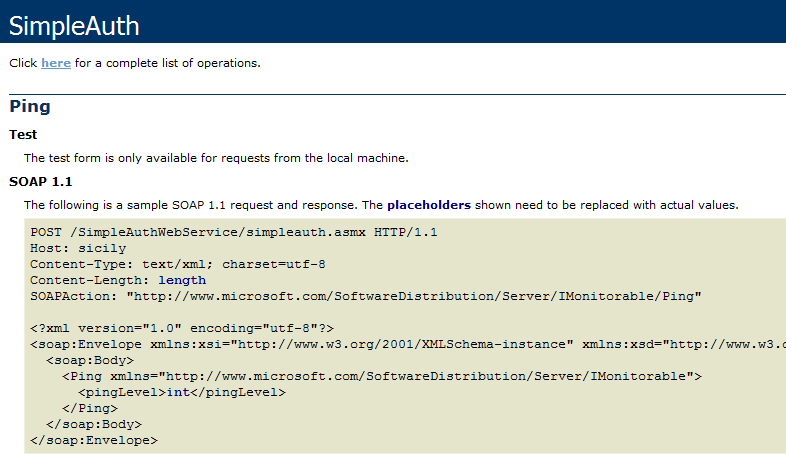 SimpleAuth
Click here for a complete list of operations.
Ping
Test
The test form is only available for requests from the local machine.
SOAP 1.1
The following is a sample SOAP 1.1 request and response. The placeholders shown need to be replaced with actual values.
POST /SimpleAuthWebService/simpleauth.asmx HTTP/1.1
Host: sicily
Content-Type: text/xml; charset=utf-8
Content-Length: length
SOAPAction: "http://www.microsoft.com/SoftwareDistribution/Server/IMonitorable/Ping"
<?xml version="1.0" encoding="utf-8"?>
<soap:Envelope xmlns:xsi="http://www.w3.org/2001/XMLSchema-instance" xmlns:xsd="http://www.w3.o
<soap:Body>
<Ping xmlns="http://www.microsoft.com/SoftwareDistribution/Server/IMonitorable">
<pingLevel>int</pingLevel>
</Ping>
</soap:Body>
</soap:Envelope>